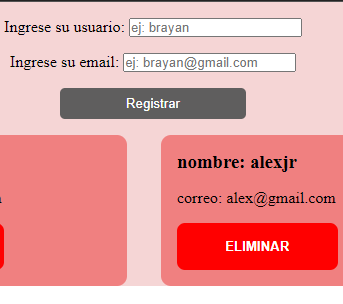 Ingrese su usuario: ej: brayan
Ingrese su email: ej: brayan@gmail.com
Registrar
nombre: alexjr
correo: alex@gmail.com
ELIMINAR